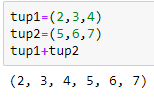 tup1=(2,3,4)
tup2=(5,6,7)
tup1+tup2
(2, 3, 4, 5, 6, 7)